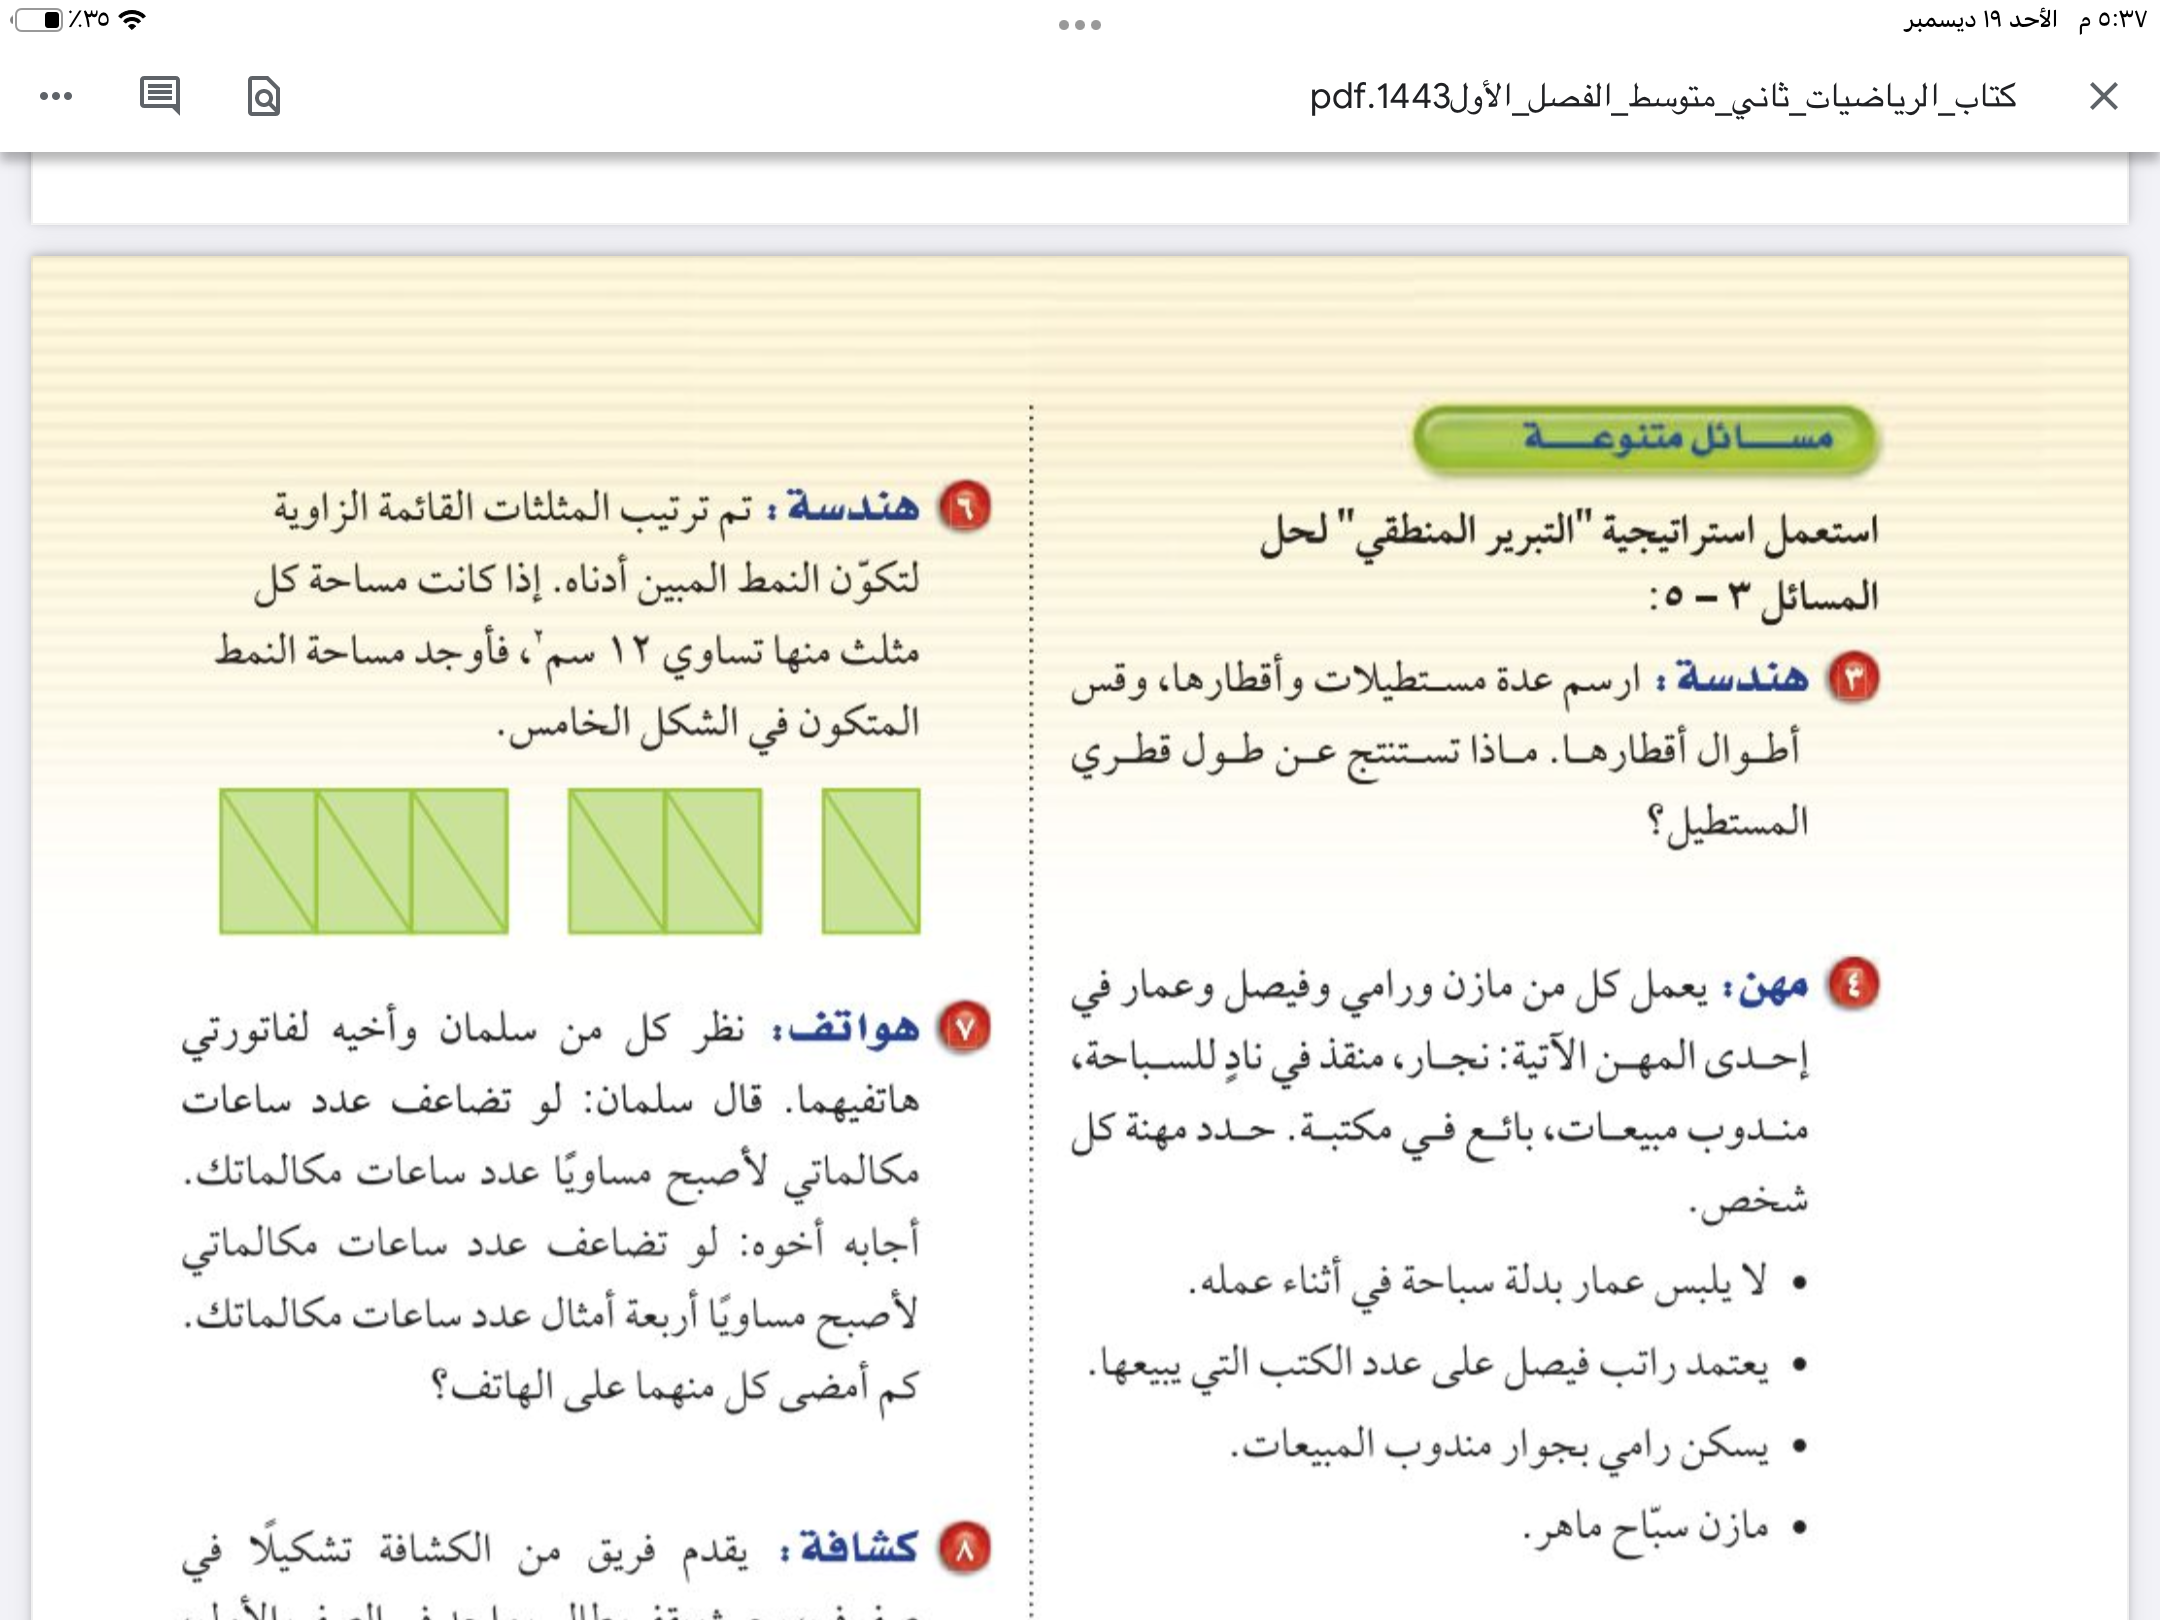 ٥:٣٧ م الأحد ١٩ ديسمبر
٪٣٥
كتاب_الرياضيات_ثاني_متوسط_الفصل_الأول1443.pdf
مسائل متنوعة
استعمل استراتيجية "التبرير المنطقي" لحل
المسائل ٣ – ٥:
٣ هندسة: ارسم عدة مستطيلات وأقطارها، وقس
أطوال أقطارها. ماذا تستنتج عن طول قطري
المستطيل؟
٤ مهن: يعمل كل من مازن ورامي وفيصل وعمار في
إحدى المهن الآتية: نجار، منقذ في نادٍ للسباحة،
مندوب مبيعات، بائع في مكتبة. حدد مهنة كل
شخص.
• لا يلبس عمار بدلة سباحة في أثناء عمله.
• يعتمد راتب فيصل على عدد الكتب التي يبيعها.
• يسكن رامي بجوار مندوب المبيعات.
• مازن سبّاح ماهر.
٦ هندسة: تم ترتيب المثلثات القائمة الزاوية
لتكوّن النمط المبين أدناه. إذا كانت مساحة كل
مثلث منها تساوي ١٢ سم٢، فأوجد مساحة النمط
المتكون في الشكل الخامس.
٧ هواتف: نظر كل من سلمان وأخيه لفاتورتي
هاتفيهما. قال سلمان: لو تضاعف عدد ساعات
مكالماتي لأصبح مساويًا عدد ساعات مكالماتك.
أجابه أخوه: لو تضاعف عدد ساعات مكالماتي
لأصبح مساويًا أربعة أمثال عدد ساعات مكالماتك.
كم أمضى كل منهما على الهاتف؟
٨ كشافة: يقدم فريق من الكشافة تشكيلًا في